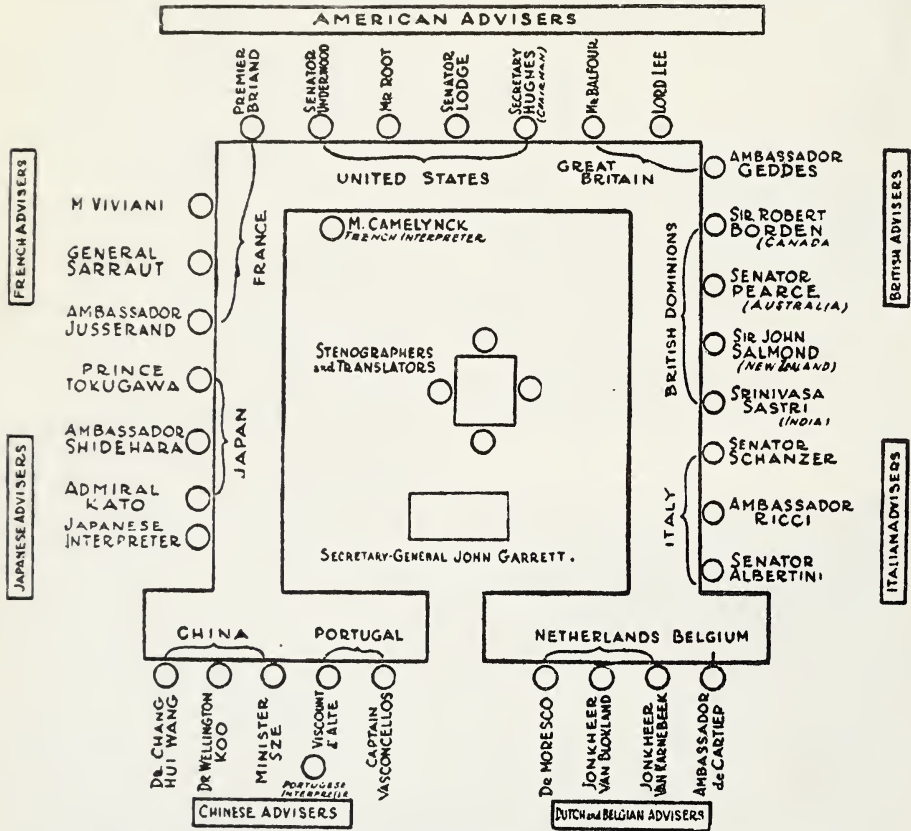 AMERICAN ADVISERS
PREMIER
BRIAND
SENATOR
UNDERWOOD
MR ROOT
SENATOR
LODGE
SECRETARY
HUGHES
(CHAIRMAN)
MR BALFOUR
LORD LEE
UNITED STATES
GREAT
BRITAIN
FRENCH ADVISERS
M VIVIANI
GENERAL
SARRAUT
AMBASSADOR
JUSSERAND
FRANCE
PRINCE
TOKUGAWA
AMBASSADOR
SHIDEHARA
ADMIRAL
KATO
JAPANESE
INTERPRETER
JAPAN
JAPANESE ADVISERS
M. CAMELYNCK
FRENCH INTERPRETER
STENOGRAPHERS
and TRANSLATORS
SECRETARY-GENERAL JOHN GARRETT.
AMBASSADOR
GEDDES
SIR ROBERT
BORDEN
(CANADA
SENATOR
PEARCE
(AUSTRALIA)
SIR JOHN
SALMOND
(NEW ZEALAND)
SRINIVASA
SASTRI
(INDIA)
BRITISH DOMINIONS
BRITISH ADVISERS
SENATOR
SCHANZER
AMBASSADOR
RICCI
SENATOR
ALBERTINI
ITALY
ITALIAN ADVISERS
CHINA
PORTUGAL
DR. CHANG
HUI WANG
DR WELLINGTON
KOO
MINISTER
SZE
VISCOUNT
d'ALTE
CAPTAIN
VASCONCELLOS
PORTUGESE
INTERPRETER
CHINESE ADVISERS
NETHERLANDS BELGIUM
DR MORESCO
JONKHEER
VAN BLOKLAND
JONKHEER
VAN KARNEBEEK
AMBASSADOR
de CARTIEP
DUTCH and BELGIAN ADVISERS